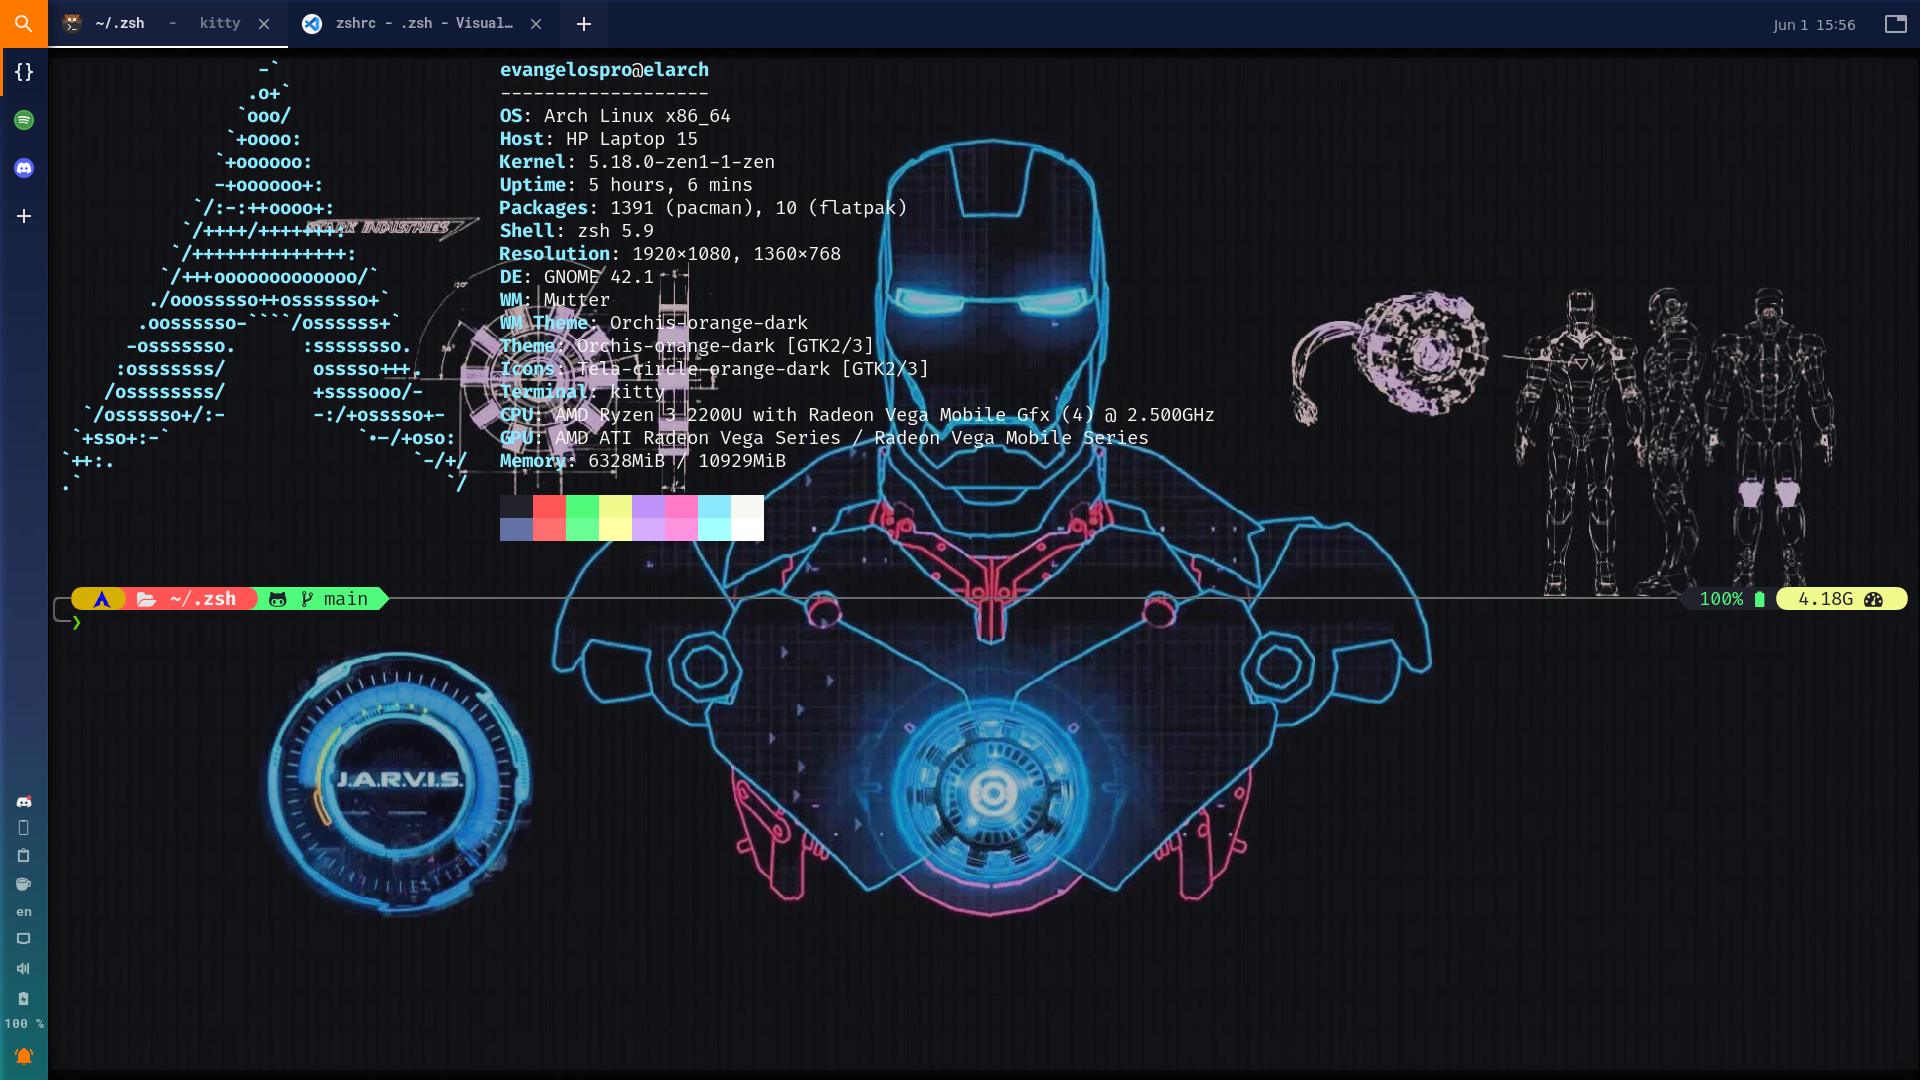 ~/.zsh - kitty
zshrc - .zsh - Visual…
Jun 1 15:56
evangelospro@elarch
-------------------
OS: Arch Linux x86_64
Host: HP Laptop 15
Kernel: 5.18.0-zen1-1-zen
Uptime: 5 hours, 6 mins
Packages: 1391 (pacman), 10 (flatpak)
Shell: zsh 5.9
Resolution: 1920×1080, 1360×768
DE: GNOME 42.1
WM: Mutter
WM Theme: Orchis-orange-dark
Theme: Orchis-orange-dark [GTK2/3]
Icons: Tela-circle-orange-dark [GTK2/3]
Terminal: kitty
CPU: AMD Ryzen 3 2200U with Radeon Vega Mobile Gfx (4) @ 2.500GHz
GPU: AMD ATI Radeon Vega Series / Radeon Vega Mobile Series
Memory: 6328MiB / 10929MiB
STARK INDUSTRIES
~/.zsh main
100% 4.18G
❯
J.A.R.V.I.S.
en
100 %